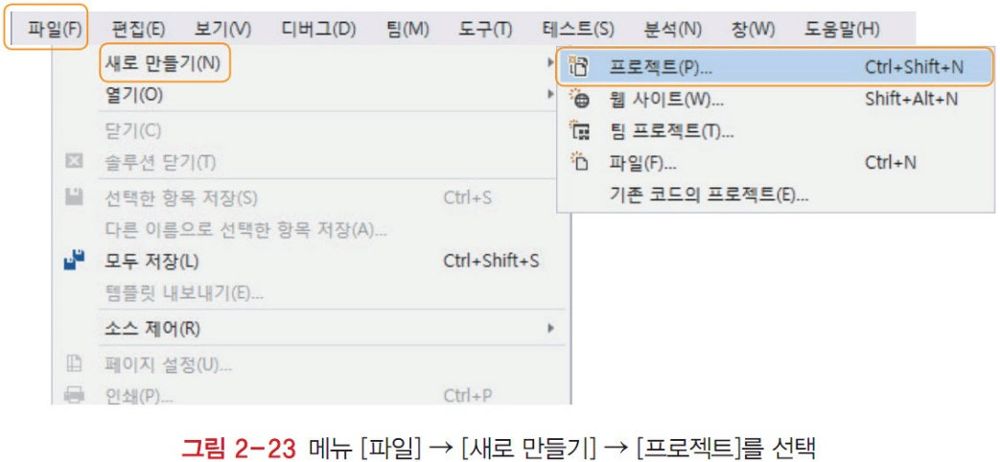 파일(F) 편집(E) 보기(V) 디버그(D) 팀(M) 도구(T) 테스트(S) 분석(N) 창(W) 도움말(H)
새로 만들기(N)
열기(O)
닫기(C)
솔루션 닫기(T)
선택한 항목 저장(S) Ctrl+S
다른 이름으로 선택한 항목 저장(A)...
모두 저장(L) Ctrl+Shift+S
템플릿 내보내기(E)...
소스 제어(R)
페이지 설정(U)...
인쇄(P)... Ctrl+P
프로젝트(P)... Ctrl+Shift+N
웹 사이트(W)... Shift+Alt+N
팀 프로젝트(T)...
파일(F)... Ctrl+N
기존 코드의 프로젝트(E)...
그림 2-23 메뉴 [파일] → [새로 만들기] → [프로젝트]를 선택